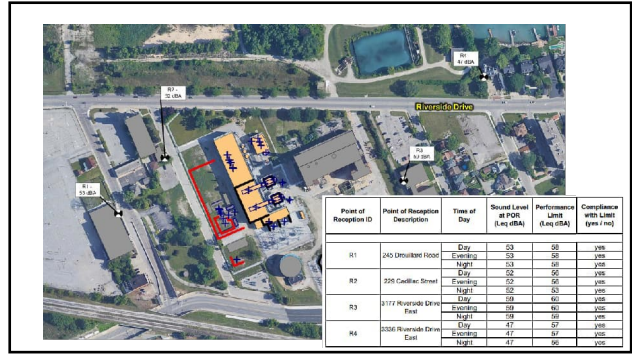 R4
47 dBA
R2 -
52 dBA
Riverside Drive
R3
R1 -
53 dBA
Point of Reception ID | Point of Reception Description | Time of Day | Sound Level at POR (Leq dBA) | Performance Limit (Leq dBA) | Compliance with Limit (yes / no)
R1 | 245 Drouillard Road | Day | 53 | 58 | yes
Evening | 53 | 58 | yes
Night | 53 | 58 | yes
R2 | 229 Cadillac Street | Day | 52 | 56 | yes
Evening | 52 | 56 | yes
Night | 52 | 53 | yes
R3 | 3177 Riverside Drive East | Day | 59 | 60 | yes
Evening | 59 | 60 | yes
Night | 59 | 59 | yes
R4 | 3336 Riverside Drive East | Day | 47 | 57 | yes
Evening | 47 | 57 | yes
Night | 47 | 56 | yes